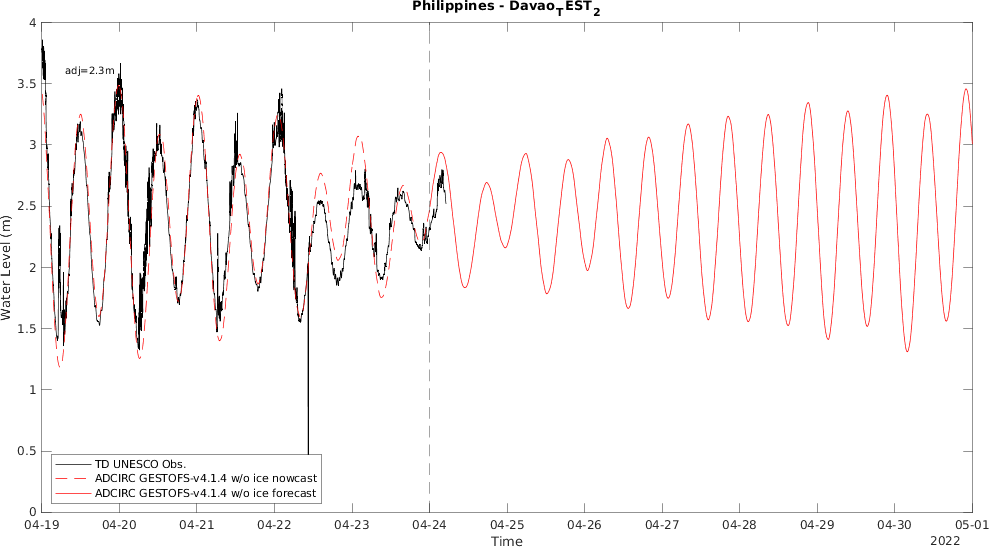 Philippines - Davao_TEST_2
4
3.5
3
2.5
2
1.5
1
0.5
0
Water Level (m)
adj=2.3m
TD UNESCO Obs.
ADCIRC GESTOFS-v4.1.4 w/o ice nowcast
ADCIRC GESTOFS-v4.1.4 w/o ice forecast
04-19 04-20 04-21 04-22 04-23 04-24 04-25 04-26 04-27 04-28 04-29 04-30 05-01
Time
2022